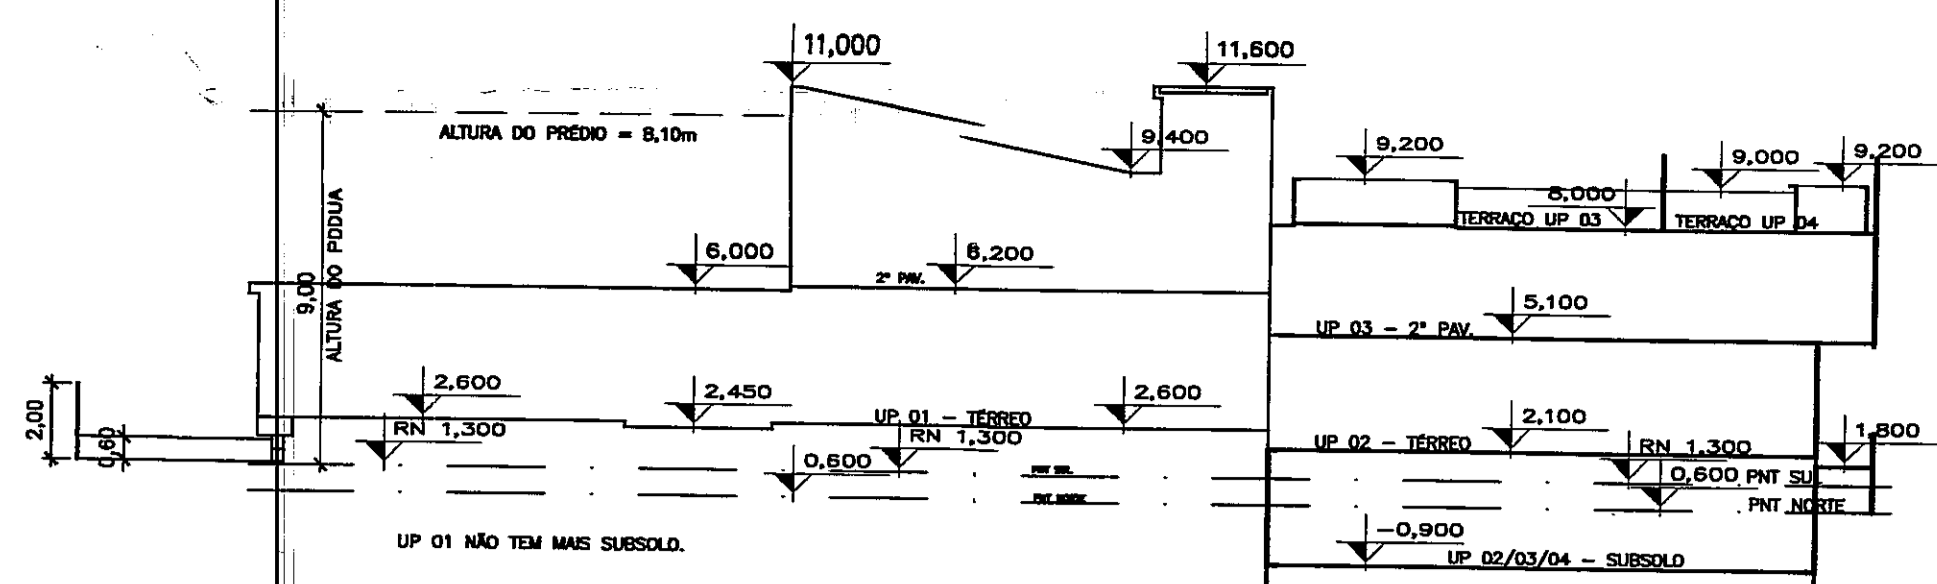 11,000
11,600
ALTURA DO PRÉDIO = 8,10m
9,400
9,200
9,000
9,200
8,000
TERRAÇO UP 03
TERRAÇO UP 04
ALTURA DO PDDUA
9,00
6,000
6,200
2º PAV.
5,100
UP 03 - 2º PAV.
2,00
0,60
2,600
2,450
2,600
UP 01 - TÉRREO
RN 1,300
RN 1,300
2,100
UP 02 - TÉRREO
RN 1,300
1,800
0,600
PNT SUL
PNT NORTE
0,600 PNT SUL
PNT NORTE
-0,900
UP 01 NÃO TEM MAIS SUBSOLO.
UP 02/03/04 - SUBSOLO